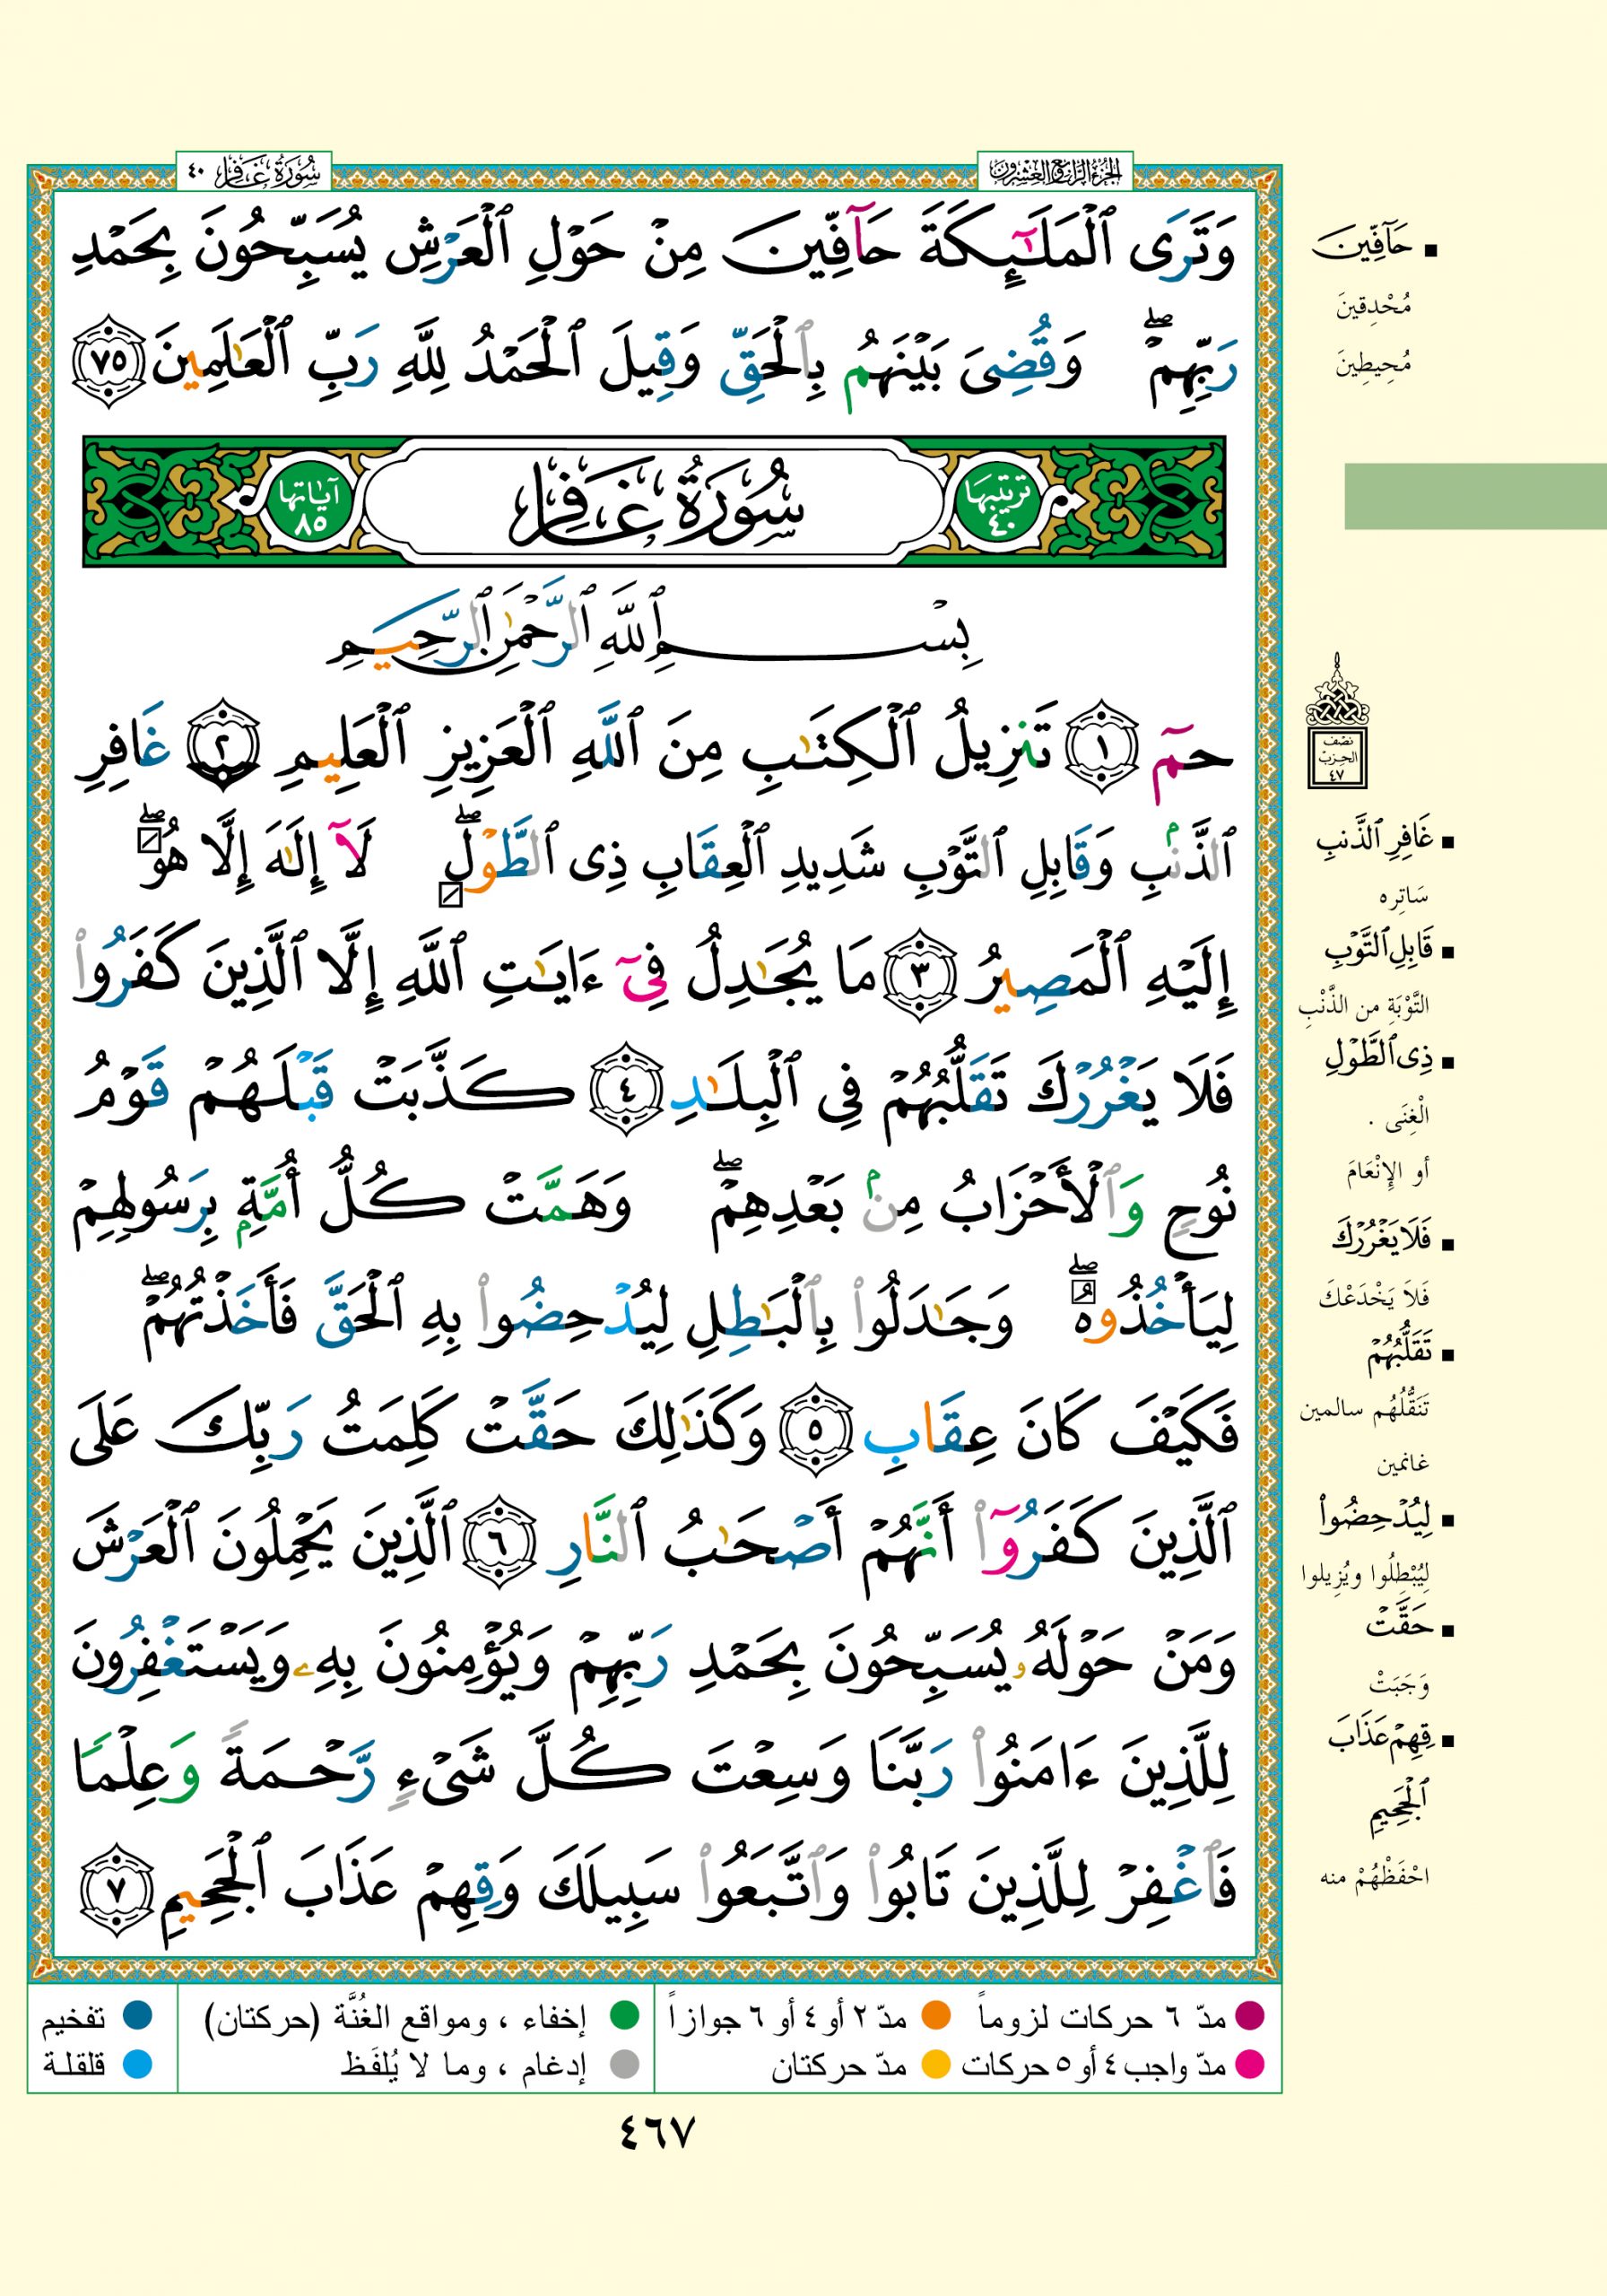 الجزء الرابع والعشرون
سُورَةُ غَافِر ٤٠
وَتَرَى ٱلْمَلَـٰٓئِكَةَ حَآفِّينَ مِنْ حَوْلِ ٱلْعَرْشِ يُسَبِّحُونَ بِحَمْدِ
رَبِّهِمْ ۖ وَقُضِىَ بَيْنَهُم بِٱلْحَقِّ وَقِيلَ ٱلْحَمْدُ لِلَّهِ رَبِّ ٱلْعَـٰلَمِينَ ٧٥
ترتيبها ٤٠
سُورَةُ غَافِر
آياتها ٨٥
بِسْمِ ٱللَّهِ ٱلرَّحْمَـٰنِ ٱلرَّحِيمِ
حمٓ ١ تَنزِيلُ ٱلْكِتَـٰبِ مِنَ ٱللَّهِ ٱلْعَزِيزِ ٱلْعَلِيمِ ٢ غَافِرِ
ٱلذَّنۢبِ وَقَابِلِ ٱلتَّوْبِ شَدِيدِ ٱلْعِقَابِ ذِى ٱلطَّوْلِ ۖ لَآ إِلَـٰهَ إِلَّا هُوَ ۖ
إِلَيْهِ ٱلْمَصِيرُ ٣ مَا يُجَـٰدِلُ فِىٓ ءَايَـٰتِ ٱللَّهِ إِلَّا ٱلَّذِينَ كَفَرُوا۟
فَلَا يَغْرُرْكَ تَقَلُّبُهُمْ فِى ٱلْبِلَـٰدِ ٤ كَذَّبَتْ قَبْلَهُمْ قَوْمُ
نُوحٍ وَٱلْأَحْزَابُ مِنۢ بَعْدِهِمْ ۖ وَهَمَّتْ كُلُّ أُمَّةٍۭ بِرَسُولِهِمْ
لِيَأْخُذُوهُ ۖ وَجَـٰدَلُوا۟ بِٱلْبَـٰطِلِ لِيُدْحِضُوا۟ بِهِ ٱلْحَقَّ فَأَخَذْتُهُمْ ۖ
فَكَيْفَ كَانَ عِقَابِ ٥ وَكَذَٰلِكَ حَقَّتْ كَلِمَتُ رَبِّكَ عَلَى
ٱلَّذِينَ كَفَرُوٓا۟ أَنَّهُمْ أَصْحَـٰبُ ٱلنَّارِ ٦ ٱلَّذِينَ يَحْمِلُونَ ٱلْعَرْشَ
وَمَنْ حَوْلَهُۥ يُسَبِّحُونَ بِحَمْدِ رَبِّهِمْ وَيُؤْمِنُونَ بِهِۦ وَيَسْتَغْفِرُونَ
لِلَّذِينَ ءَامَنُوا۟ رَبَّنَا وَسِعْتَ كُلَّ شَىْءٍ رَّحْمَةً وَعِلْمًا
فَٱغْفِرْ لِلَّذِينَ تَابُوا۟ وَٱتَّبَعُوا۟ سَبِيلَكَ وَقِهِمْ عَذَابَ ٱلْجَحِيمِ ٧
حَآفِّينَ
مُحْدِقينَ
مُحِيطِينَ
نصف
الحزب
٤٧
غَافِرِ ٱلذَّنۢبِ
سَاتِره
قَابِلِ ٱلتَّوْبِ
التَّوْبَةِ من الذَّنْبِ
ذِى ٱلطَّوْلِ
الْغِنَى .
أو الإِنْعَامَ
فَلَا يَغْرُرْكَ
فَلاَ يَخْدَعْكَ
تَقَلُّبُهُمْ
تَنَقُّلُهُم سالمين
غانمين
لِيُدْحِضُوا۟
لِيُبْطِلُوا ويُزِيلوا
حَقَّتْ
وَجَبَتْ
قِهِمْ عَذَابَ
ٱلْجَحِيمِ
احْفَظْهُمْ منه
مدّ ٦ حركات لزوماً
مدّ ٢ أو ٤ أو ٦ جوازاً
إخفاء ، ومواقع الغُنَّة (حركتان)
تفخيم
مدّ واجب ٤ أو ٥ حركات
مدّ حركتان
إدغام ، وما لا يُلفَظ
قلقلة
٤٦٧